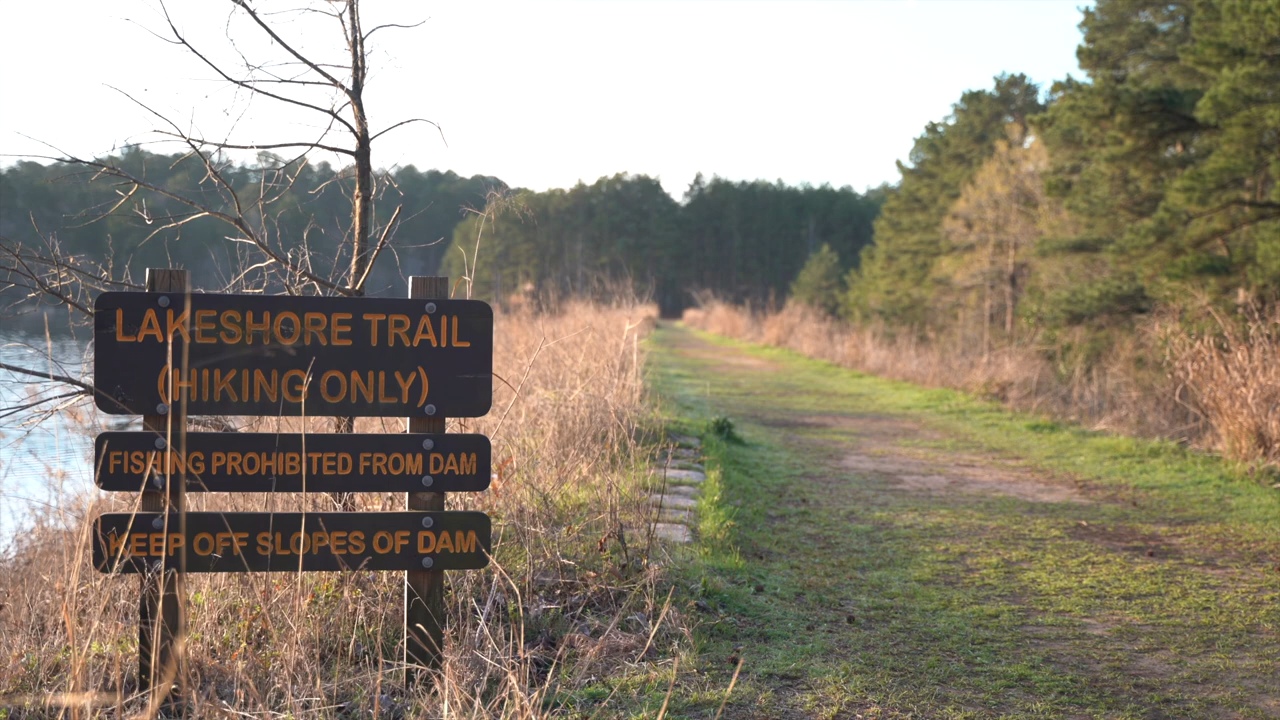 LAKESHORE TRAIL
(HIKING ONLY)
FISHING PROHIBITED FROM DAM
KEEP OFF SLOPES OF DAM